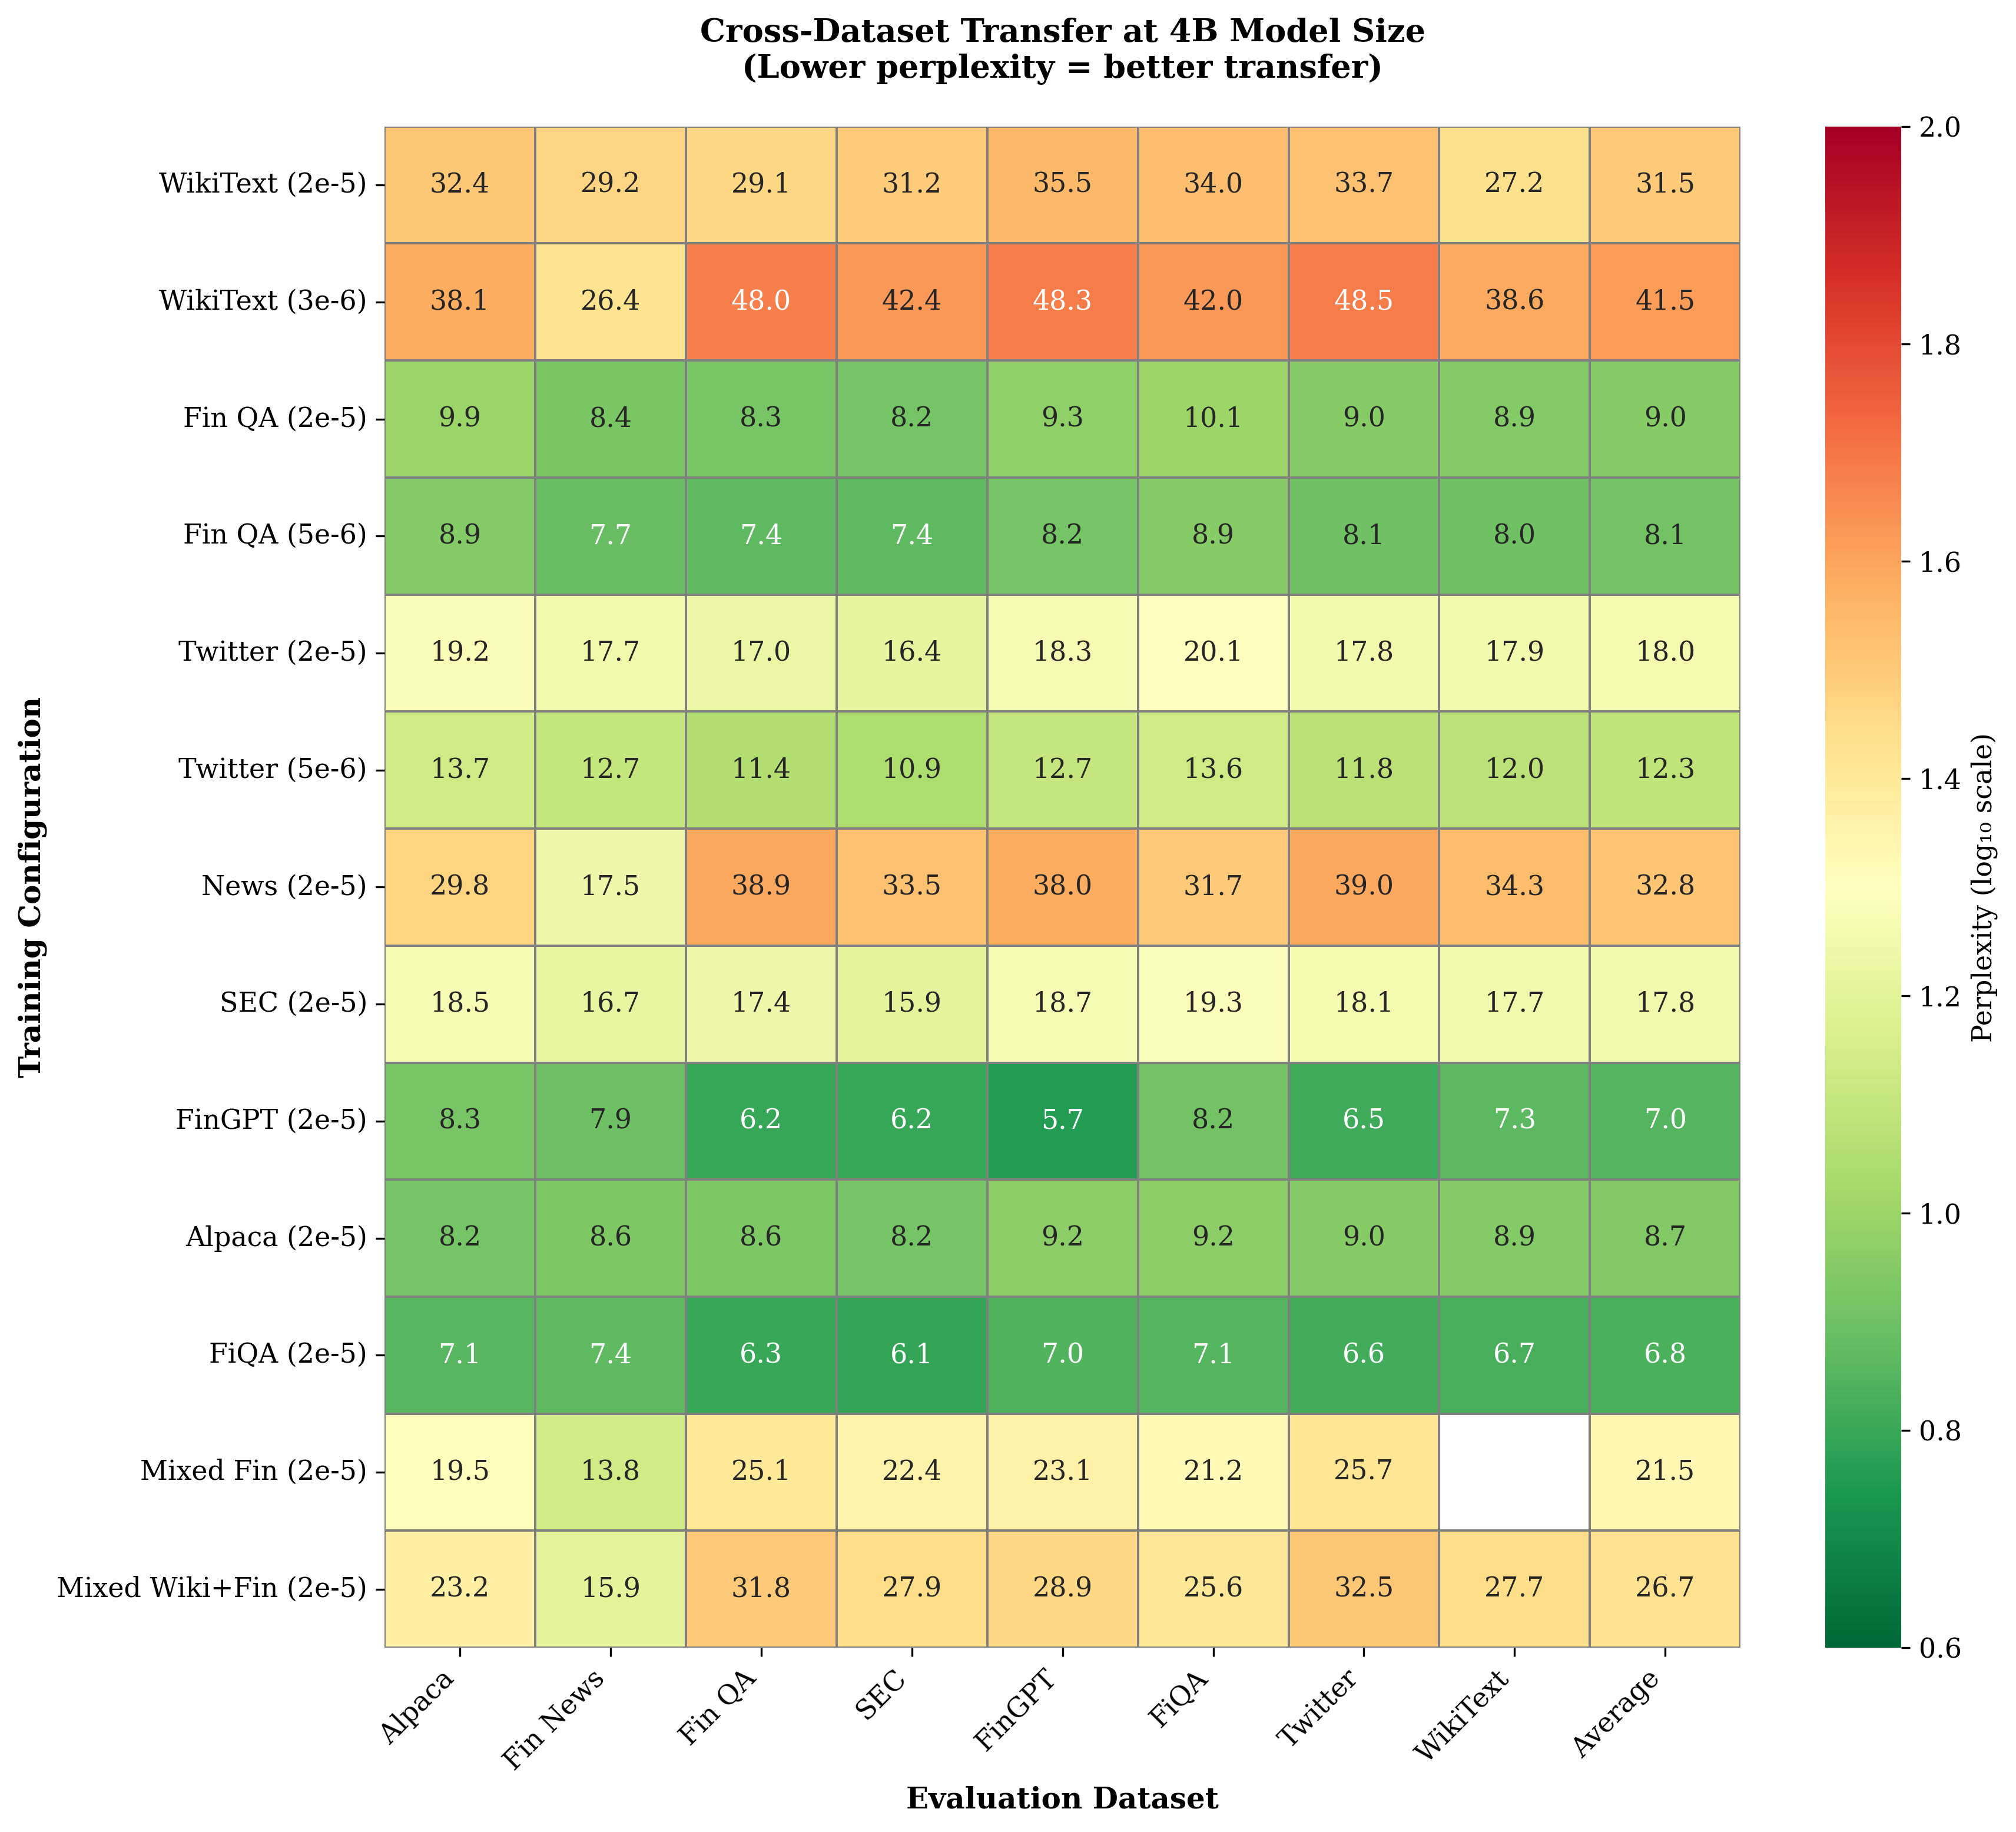 Cross-Dataset Transfer at 4B Model Size
(Lower perplexity = better transfer)
Training Configuration
WikiText (2e-5) 32.4 29.2 29.1 31.2 35.5 34.0 33.7 27.2 31.5
WikiText (3e-6) 38.1 26.4 48.0 42.4 48.3 42.0 48.5 38.6 41.5
Fin QA (2e-5) 9.9 8.4 8.3 8.2 9.3 10.1 9.0 8.9 9.0
Fin QA (5e-6) 8.9 7.7 7.4 7.4 8.2 8.9 8.1 8.0 8.1
Twitter (2e-5) 19.2 17.7 17.0 16.4 18.3 20.1 17.8 17.9 18.0
Twitter (5e-6) 13.7 12.7 11.4 10.9 12.7 13.6 11.8 12.0 12.3
News (2e-5) 29.8 17.5 38.9 33.5 38.0 31.7 39.0 34.3 32.8
SEC (2e-5) 18.5 16.7 17.4 15.9 18.7 19.3 18.1 17.7 17.8
FinGPT (2e-5) 8.3 7.9 6.2 6.2 5.7 8.2 6.5 7.3 7.0
Alpaca (2e-5) 8.2 8.6 8.6 8.2 9.2 9.2 9.0 8.9 8.7
FiQA (2e-5) 7.1 7.4 6.3 6.1 7.0 7.1 6.6 6.7 6.8
Mixed Fin (2e-5) 19.5 13.8 25.1 22.4 23.1 21.2 25.7 21.5
Mixed Wiki+Fin (2e-5) 23.2 15.9 31.8 27.9 28.9 25.6 32.5 27.7 26.7
Alpaca Fin News Fin QA SEC FinGPT FiQA Twitter WikiText Average
Evaluation Dataset
2.0
1.8
1.6
1.4
1.2
1.0
0.8
0.6
Perplexity (log₁₀ scale)